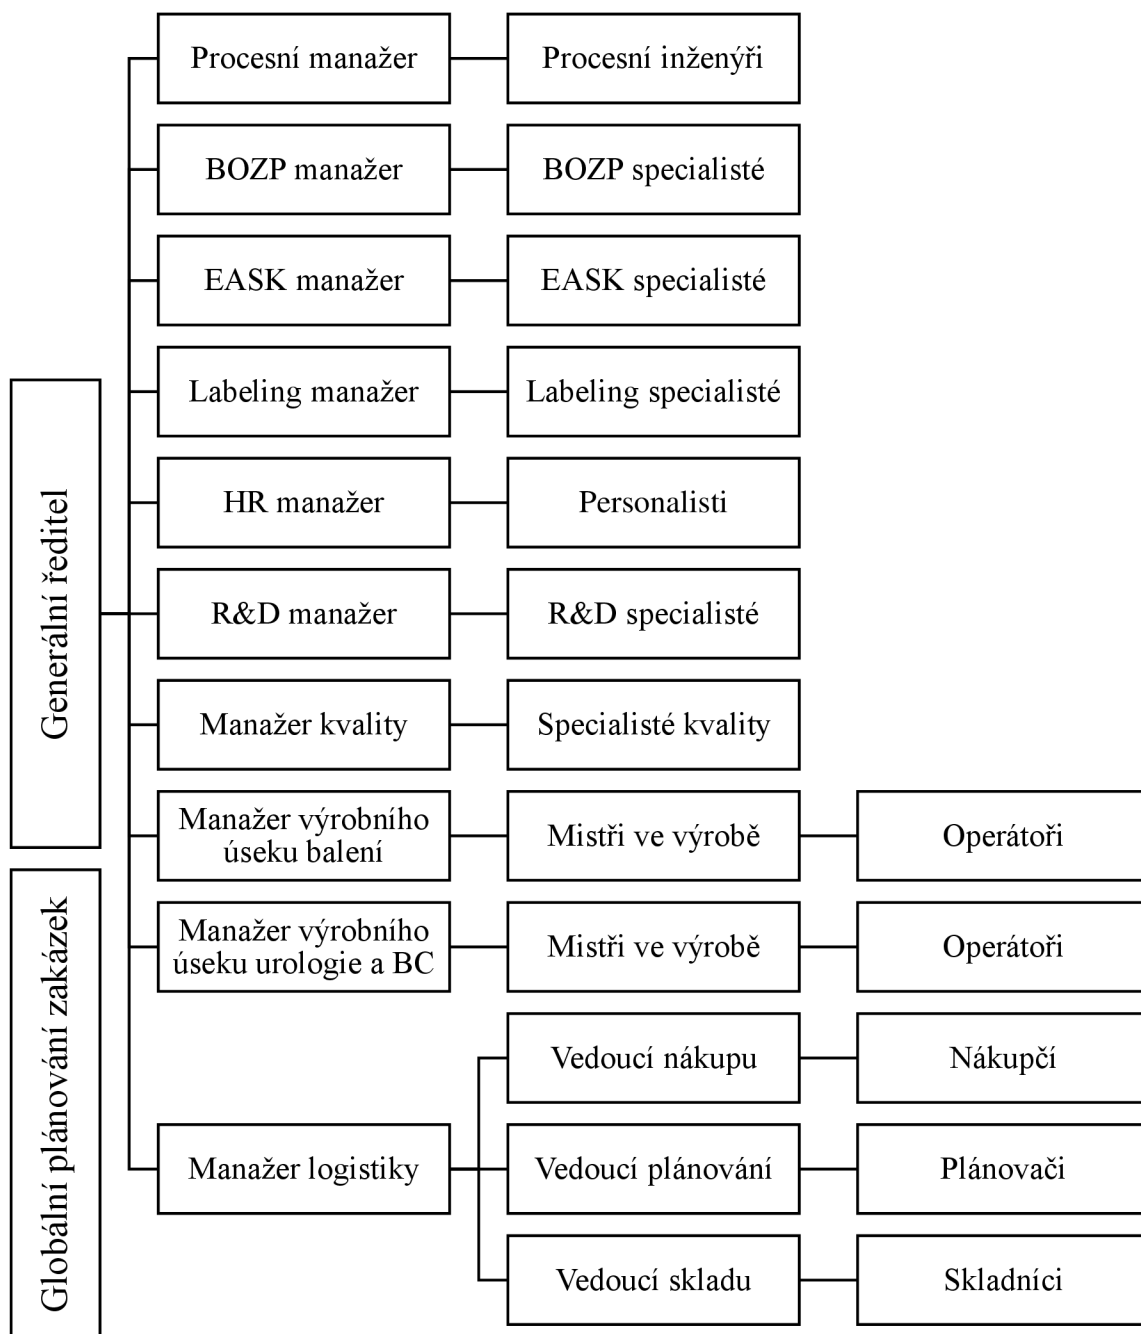 Procesní manažer
Procesní inženýři
BOZP manažer
BOZP specialisté
EASK manažer
EASK specialisté
Labeling manažer
Labeling specialisté
HR manažer
Personalisti
Generální ředitel
R&D manažer
R&D specialisté
Manažer kvality
Specialisté kvality
Manažer výrobního
úseku balení
Mistři ve výrobě
Operátoři
Manažer výrobního
úseku urologie a BC
Mistři ve výrobě
Operátoři
Globální plánování zakázek
Vedoucí nákupu
Nákupčí
Manažer logistiky
Vedoucí plánování
Plánovači
Vedoucí skladu
Skladníci